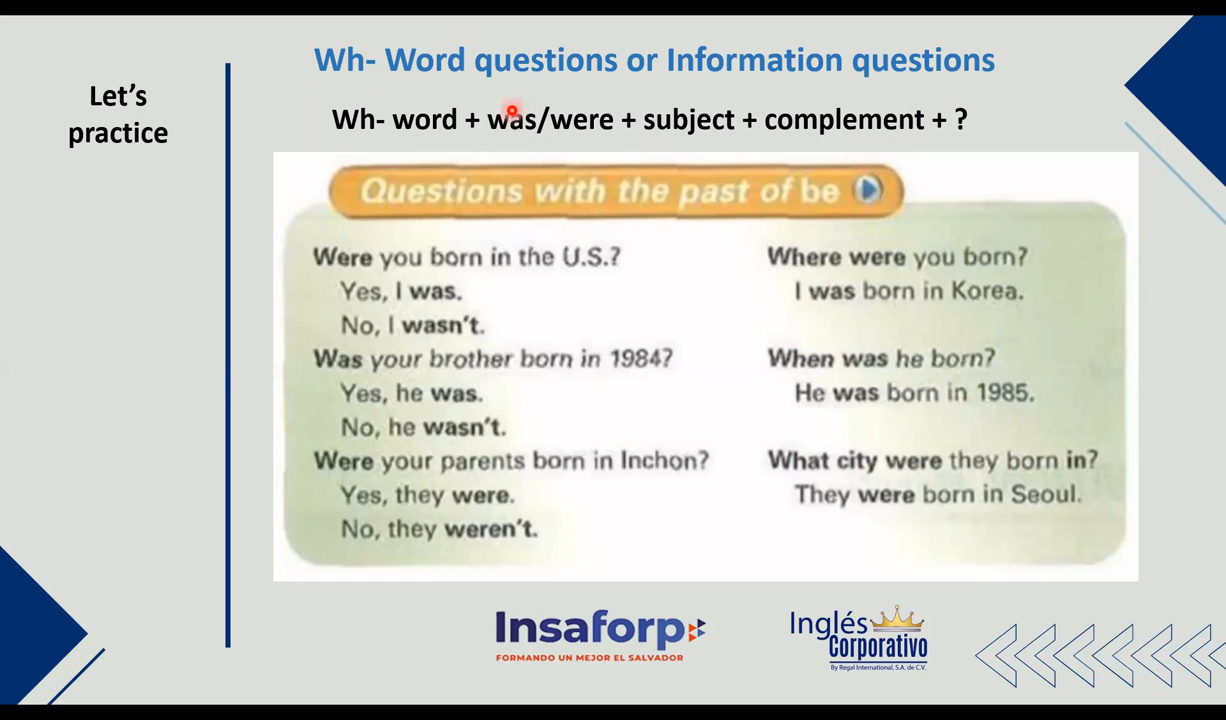 Let's
practice
Wh- Word questions or Information questions
Wh- word + was/were + subject + complement + ?
Questions with the past of be
Were you born in the U.S.?
Yes, I was.
No, I wasn't.
Was your brother born in 1984?
Yes, he was.
No, he wasn't.
Were your parents born in Inchon?
Yes, they were.
No, they weren't.
Where were you born?
I was born in Korea.
When was he born?
He was born in 1985.
What city were they born in?
They were born in Seoul.
Insaforp
FORMANDO UN MEJOR EL SALVADOR
Inglés
Corporativo
By Regal International, S.A. de C.V.